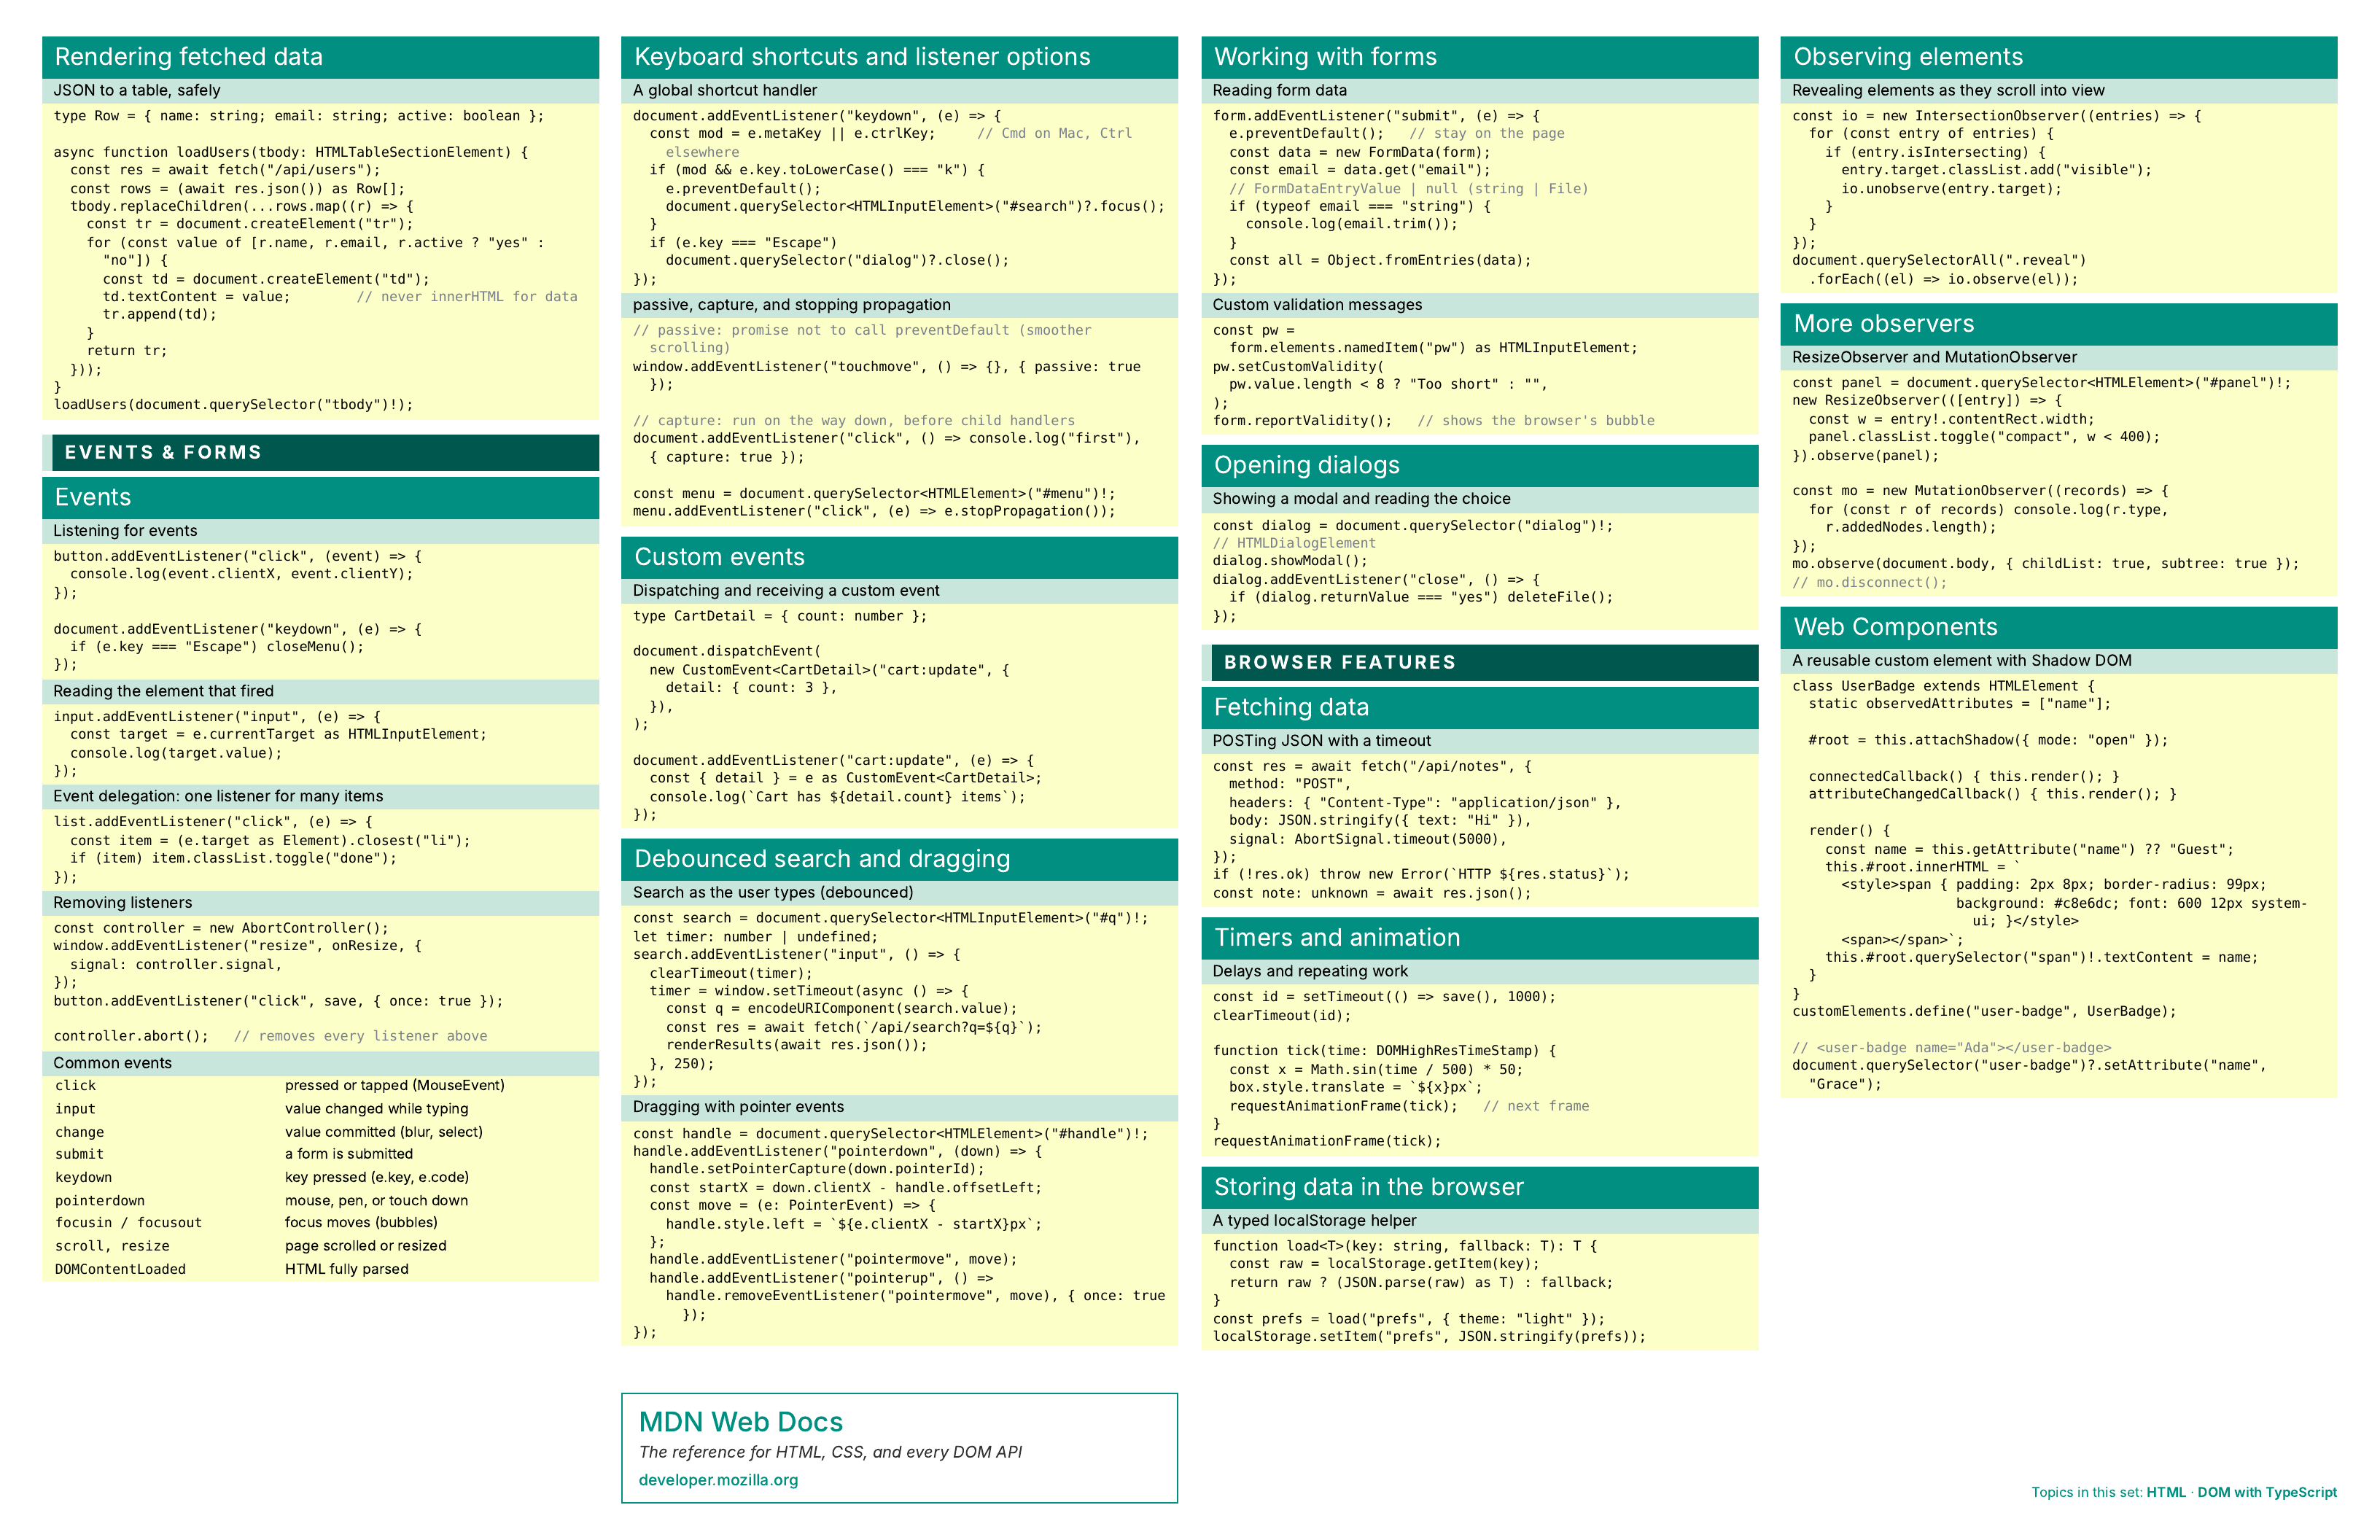 Rendering fetched data
JSON to a table, safely
type Row = { name: string; email: string; active: boolean };

async function loadUsers(tbody: HTMLTableSectionElement) {
  const res = await fetch("/api/users");
  const rows = (await res.json()) as Row[];
  tbody.replaceChildren(...rows.map((r) => {
    const tr = document.createElement("tr");
    for (const value of [r.name, r.email, r.active ? "yes" :
      "no"]) {
      const td = document.createElement("td");
      td.textContent = value;        // never innerHTML for data
      tr.append(td);
    }
    return tr;
  }));
}
loadUsers(document.querySelector("tbody")!);
EVENTS & FORMS
Events
Listening for events
button.addEventListener("click", (event) => {
  console.log(event.clientX, event.clientY);
});

document.addEventListener("keydown", (e) => {
  if (e.key === "Escape") closeMenu();
});
Reading the element that fired
input.addEventListener("input", (e) => {
  const target = e.currentTarget as HTMLInputElement;
  console.log(target.value);
});
Event delegation: one listener for many items
list.addEventListener("click", (e) => {
  const item = (e.target as Element).closest("li");
  if (item) item.classList.toggle("done");
});
Removing listeners
const controller = new AbortController();
window.addEventListener("resize", onResize, {
  signal: controller.signal,
});
button.addEventListener("click", save, { once: true });

controller.abort();   // removes every listener above
Common events
click pressed or tapped (MouseEvent)
input value changed while typing
change value committed (blur, select)
submit a form is submitted
keydown key pressed (e.key, e.code)
pointerdown mouse, pen, or touch down
focusin / focusout focus moves (bubbles)
scroll, resize page scrolled or resized
DOMContentLoaded HTML fully parsed
Keyboard shortcuts and listener options
A global shortcut handler
document.addEventListener("keydown", (e) => {
  const mod = e.metaKey || e.ctrlKey;     // Cmd on Mac, Ctrl
    elsewhere
  if (mod && e.key.toLowerCase() === "k") {
    e.preventDefault();
    document.querySelector<HTMLInputElement>("#search")?.focus();
  }
  if (e.key === "Escape")
    document.querySelector("dialog")?.close();
});
passive, capture, and stopping propagation
// passive: promise not to call preventDefault (smoother
  scrolling)
window.addEventListener("touchmove", () => {}, { passive: true
  });

// capture: run on the way down, before child handlers
document.addEventListener("click", () => console.log("first"),
  { capture: true });

const menu = document.querySelector<HTMLElement>("#menu")!;
menu.addEventListener("click", (e) => e.stopPropagation());
Custom events
Dispatching and receiving a custom event
type CartDetail = { count: number };

document.dispatchEvent(
  new CustomEvent<CartDetail>("cart:update", {
    detail: { count: 3 },
  }),
);

document.addEventListener("cart:update", (e) => {
  const { detail } = e as CustomEvent<CartDetail>;
  console.log(`Cart has ${detail.count} items`);
});
Debounced search and dragging
Search as the user types (debounced)
const search = document.querySelector<HTMLInputElement>("#q")!;
let timer: number | undefined;
search.addEventListener("input", () => {
  clearTimeout(timer);
  timer = window.setTimeout(async () => {
    const q = encodeURIComponent(search.value);
    const res = await fetch(`/api/search?q=${q}`);
    renderResults(await res.json());
  }, 250);
});
Dragging with pointer events
const handle = document.querySelector<HTMLElement>("#handle")!;
handle.addEventListener("pointerdown", (down) => {
  handle.setPointerCapture(down.pointerId);
  const startX = down.clientX - handle.offsetLeft;
  const move = (e: PointerEvent) => {
    handle.style.left = `${e.clientX - startX}px`;
  };
  handle.addEventListener("pointermove", move);
  handle.addEventListener("pointerup", () =>
    handle.removeEventListener("pointermove", move), { once: true
      });
});
MDN Web Docs
The reference for HTML, CSS, and every DOM API
developer.mozilla.org
Working with forms
Reading form data
form.addEventListener("submit", (e) => {
  e.preventDefault();   // stay on the page
  const data = new FormData(form);
  const email = data.get("email");
  // FormDataEntryValue | null (string | File)
  if (typeof email === "string") {
    console.log(email.trim());
  }
  const all = Object.fromEntries(data);
});
Custom validation messages
const pw =
  form.elements.namedItem("pw") as HTMLInputElement;
pw.setCustomValidity(
  pw.value.length < 8 ? "Too short" : "",
);
form.reportValidity();   // shows the browser's bubble
Opening dialogs
Showing a modal and reading the choice
const dialog = document.querySelector("dialog")!;
// HTMLDialogElement
dialog.showModal();
dialog.addEventListener("close", () => {
  if (dialog.returnValue === "yes") deleteFile();
});
BROWSER FEATURES
Fetching data
POSTing JSON with a timeout
const res = await fetch("/api/notes", {
  method: "POST",
  headers: { "Content-Type": "application/json" },
  body: JSON.stringify({ text: "Hi" }),
  signal: AbortSignal.timeout(5000),
});
if (!res.ok) throw new Error(`HTTP ${res.status}`);
const note: unknown = await res.json();
Timers and animation
Delays and repeating work
const id = setTimeout(() => save(), 1000);
clearTimeout(id);

function tick(time: DOMHighResTimeStamp) {
  const x = Math.sin(time / 500) * 50;
  box.style.translate = `${x}px`;
  requestAnimationFrame(tick);   // next frame
}
requestAnimationFrame(tick);
Storing data in the browser
A typed localStorage helper
function load<T>(key: string, fallback: T): T {
  const raw = localStorage.getItem(key);
  return raw ? (JSON.parse(raw) as T) : fallback;
}
const prefs = load("prefs", { theme: "light" });
localStorage.setItem("prefs", JSON.stringify(prefs));
Observing elements
Revealing elements as they scroll into view
const io = new IntersectionObserver((entries) => {
  for (const entry of entries) {
    if (entry.isIntersecting) {
      entry.target.classList.add("visible");
      io.unobserve(entry.target);
    }
  }
});
document.querySelectorAll(".reveal")
  .forEach((el) => io.observe(el));
More observers
ResizeObserver and MutationObserver
const panel = document.querySelector<HTMLElement>("#panel")!;
new ResizeObserver(([entry]) => {
  const w = entry!.contentRect.width;
  panel.classList.toggle("compact", w < 400);
}).observe(panel);

const mo = new MutationObserver((records) => {
  for (const r of records) console.log(r.type,
    r.addedNodes.length);
});
mo.observe(document.body, { childList: true, subtree: true });
// mo.disconnect();
Web Components
A reusable custom element with Shadow DOM
class UserBadge extends HTMLElement {
  static observedAttributes = ["name"];

  #root = this.attachShadow({ mode: "open" });

  connectedCallback() { this.render(); }
  attributeChangedCallback() { this.render(); }

  render() {
    const name = this.getAttribute("name") ?? "Guest";
    this.#root.innerHTML = `
      <style>span { padding: 2px 8px; border-radius: 99px;
                    background: #c8e6dc; font: 600 12px system-
                      ui; }</style>
      <span></span>`;
    this.#root.querySelector("span")!.textContent = name;
  }
}
customElements.define("user-badge", UserBadge);

// <user-badge name="Ada"></user-badge>
document.querySelector("user-badge")?.setAttribute("name",
  "Grace");
Topics in this set: HTML · DOM with TypeScript